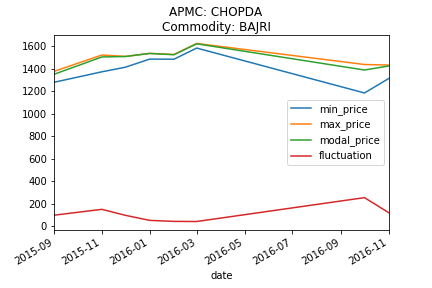 APMC: CHOPDA
Commodity: BAJRI
1600
1400
1200
1000
800
600
400
200
0
min_price
max_price
modal_price
fluctuation
2015-09
2015-11
2016-01
2016-03
2016-05
2016-07
2016-09
2016-11
date